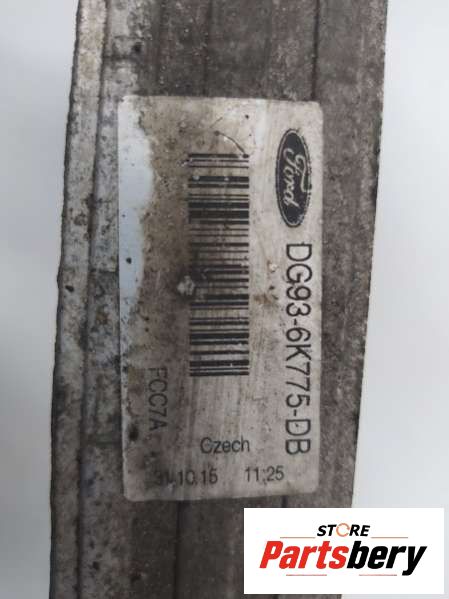 Ford
DG93-6K775-DB
FCC7A
Czech
31.10.15 11:25
STORE
Partsbery